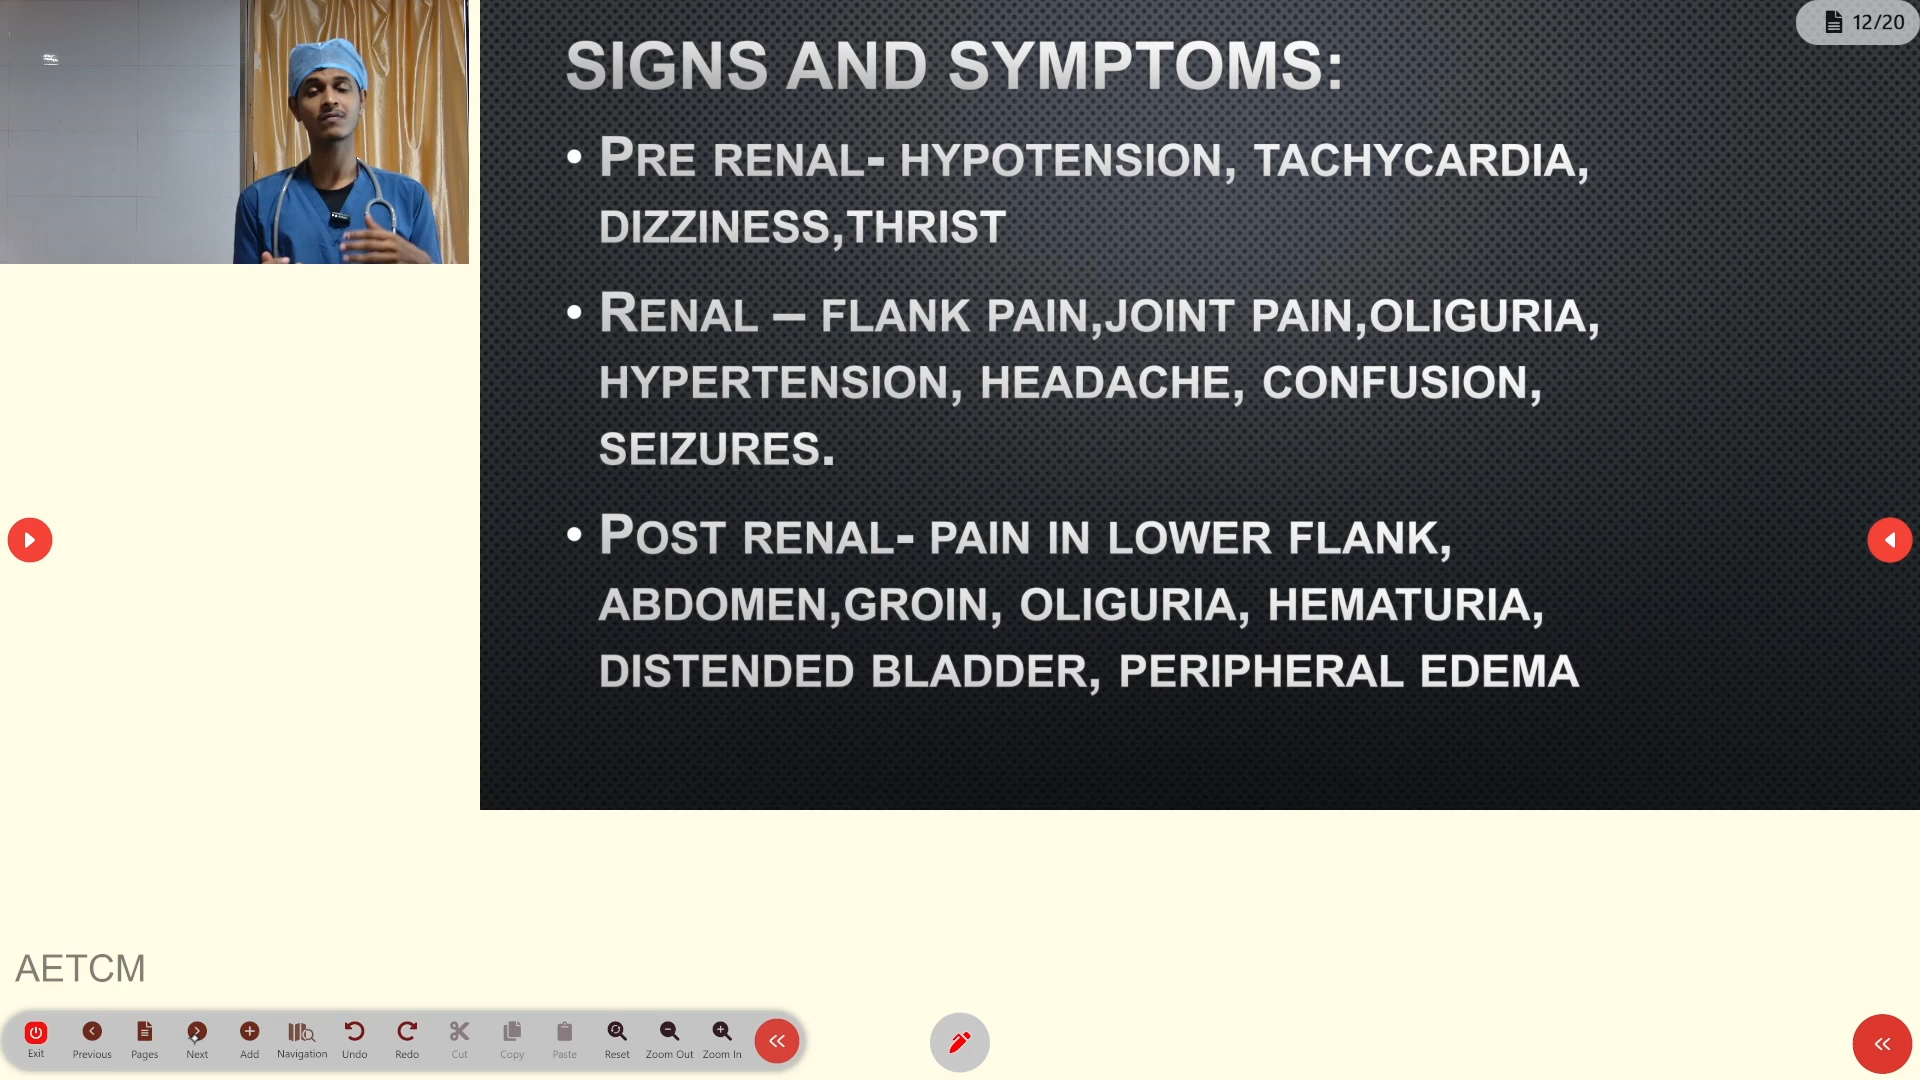 12/20
SIGNS AND SYMPTOMS:
• PRE RENAL- HYPOTENSION, TACHYCARDIA,
DIZZINESS,THRIST
• RENAL – FLANK PAIN,JOINT PAIN,OLIGURIA,
HYPERTENSION, HEADACHE, CONFUSION,
SEIZURES.
• POST RENAL- PAIN IN LOWER FLANK,
ABDOMEN,GROIN, OLIGURIA, HEMATURIA,
DISTENDED BLADDER, PERIPHERAL EDEMA
AETCM
Exit Previous Pages Next Add Navigation Undo Redo Cut Copy Paste Reset Zoom Out Zoom In